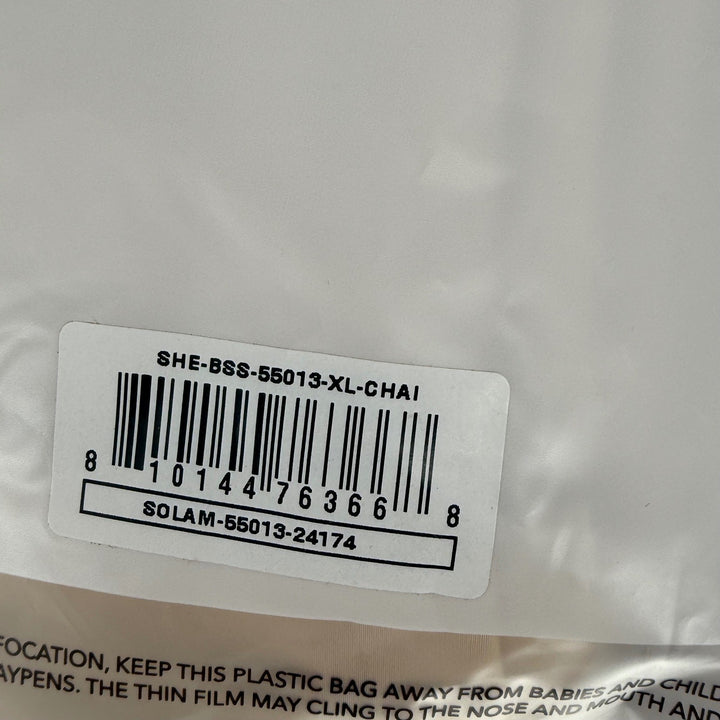 SHE-BSS-55013-XL-CHAI
8 10144 76366 8
SOLAM-55013-24174
FOCATION, KEEP THIS PLASTIC BAG AWAY FROM BABIES AND CHILD
AYPENS. THE THIN FILM MAY CLING TO THE NOSE AND MOUTH AND